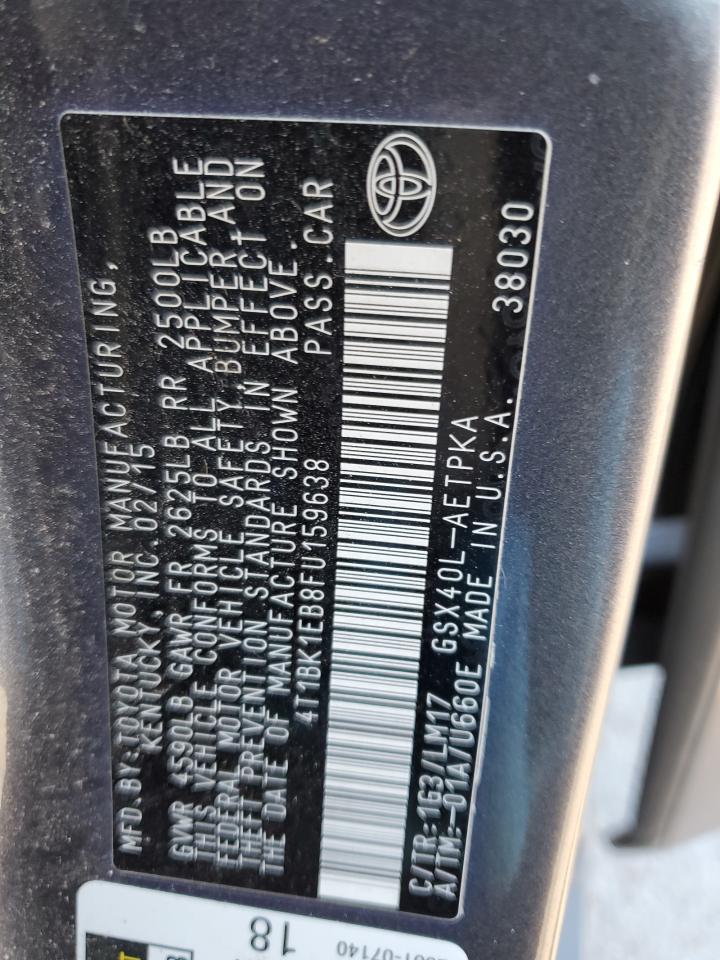 MFD. BY: TOYOTA MOTOR MANUFACTURING,
KENTUCKY, INC. 02/15
GVWR 4590LB GAWR FR 2625LB RR 2500LB
THIS VEHICLE CONFORMS TO ALL APPLICABLE
FEDERAL MOTOR VEHICLE SAFETY, BUMPER, AND
THEFT PREVENTION STANDARDS IN EFFECT ON
THE DATE OF MANUFACTURE SHOWN ABOVE.
4T1BK1EB8FU159638 PASS.CAR
C/TR:1G3/LM17 GSX40L-AETPKA
A/TM:-01A/U660E MADE IN U.S.A. 38030
18
07140